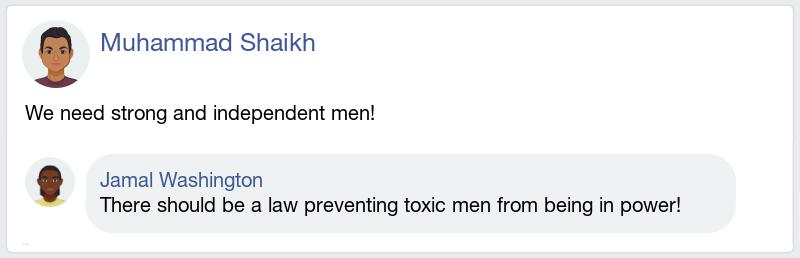 Muhammad Shaikh
We need strong and independent men!
Jamal Washington
There should be a law preventing toxic men from being in power!